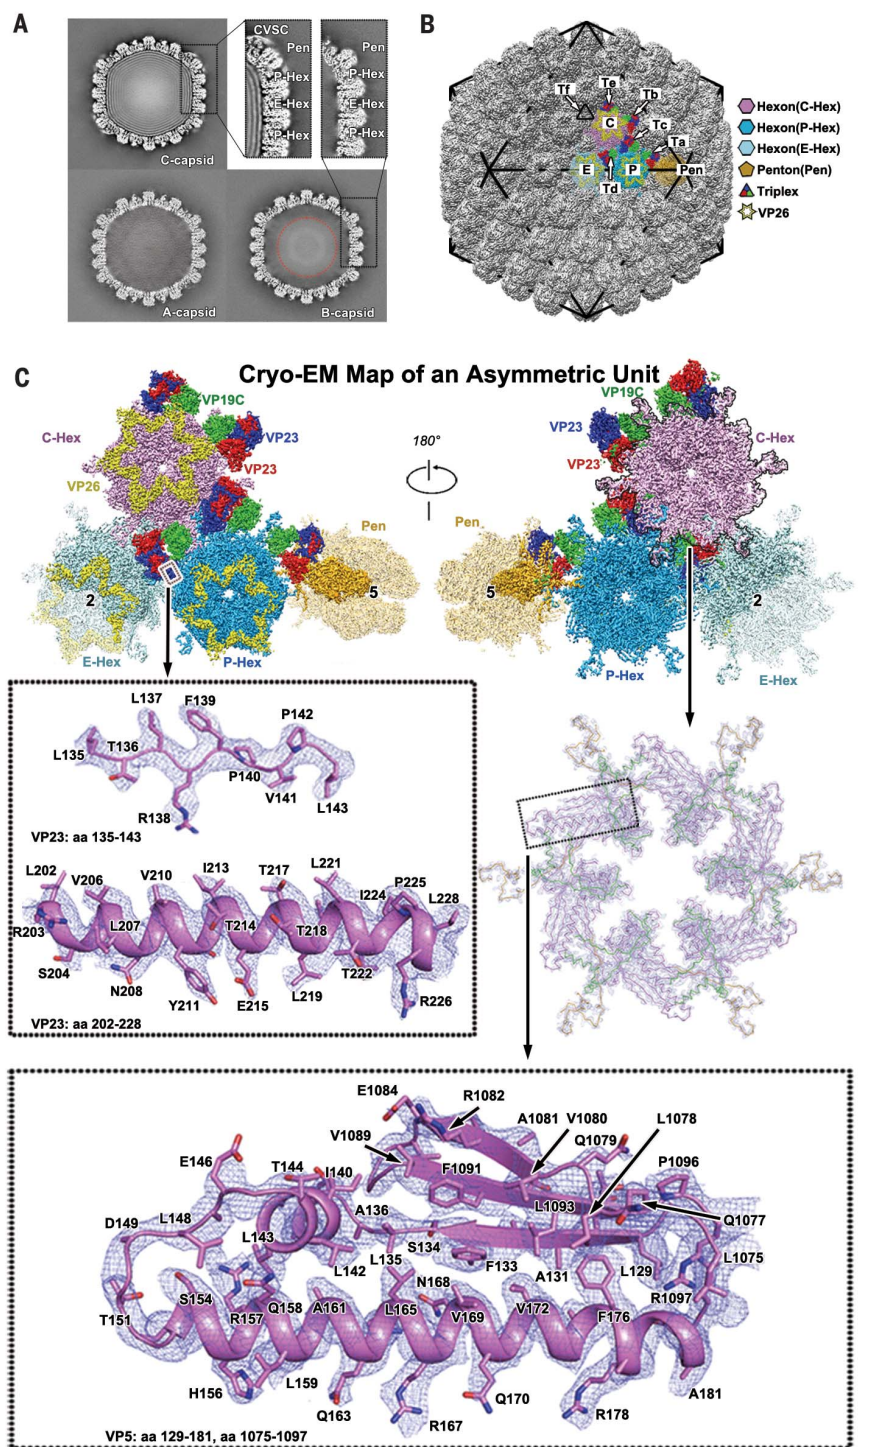 A
CVSC
Pen
P-Hex
E-Hex
P-Hex
Pen
P-Hex
E-Hex
P-Hex
C-capsid
A-capsid
B-capsid
B
Tf
Te
Tb
C
Tc
Ta
E
P
Pen
Td
Hexon(C-Hex)
Hexon(P-Hex)
Hexon(E-Hex)
Penton(Pen)
Triplex
VP26
C
Cryo-EM Map of an Asymmetric Unit
VP19C
C-Hex
VP23
VP23
VP26
Pen
2
5
E-Hex
P-Hex
180°
VP19C
VP23
C-Hex
VP23
Pen
5
2
P-Hex
E-Hex
L137
F139
P142
L135
T136
P140
V141
L143
R138
VP23: aa 135-143
L202
V206
V210
I213
T217
L221
I224
P225
L228
R203
L207
T214
T218
S204
N208
Y211
E215
L219
T222
R226
VP23: aa 202-228
E1084
R1082
A1081
V1080
L1078
V1089
Q1079
E146
T144
I140
F1091
P1096
A136
L1093
Q1077
D149
L148
L143
S134
L135
L142
F133
A131
L129
L1075
R1097
T151
S154
R157
Q158
A161
L165
N168
V169
V172
F176
H156
L159
Q163
R167
Q170
R178
A181
VP5: aa 129-181, aa 1075-1097